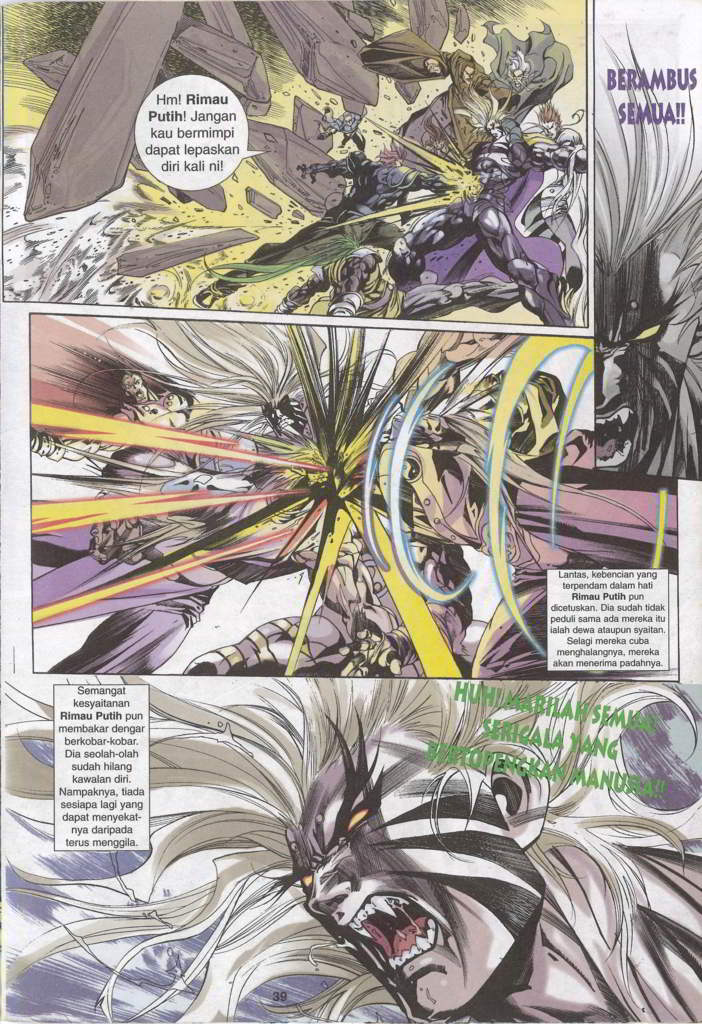 Hm! Rimau
Putih! Jangan
kau bermimpi
dapat lepaskan
diri kali ni!
BERAMBUS
SEMUA!!
Lantas, kebencian yang
terpendam dalam hati
Rimau Putih pun
dicetuskan. Dia sudah tidak
peduli sama ada mereka itu
ialah dewa ataupun syaitan.
Selagi mereka cuba
menghalangnya, mereka
akan menerima padahnya.
Semangat
kesyaitanan
Rimau Putih pun
membakar dengan
berkobar-kobar.
Dia seolah-olah
sudah hilang
kawalan diri.
Nampaknya, tiada
sesiapa lagi yang
dapat menyekat-
nya daripada
terus menggila.
HUH! MARILAH SEMUA
SERIGALA YANG
BERTOPENGKAN MANUSIA!!
39